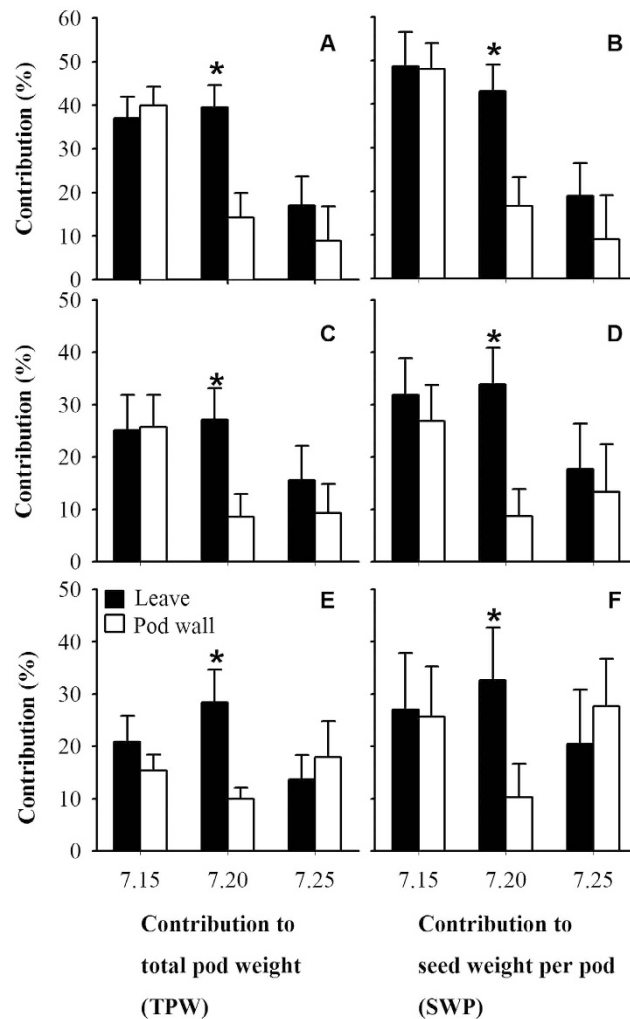 Contribution (%)
60
50
40
30
20
10
0
A
*
B
*
Contribution (%)
50
40
30
20
10
0
C
*
D
*
Contribution (%)
50
40
30
20
10
0
E
Leave
Pod wall
*
F
*
7.15 7.20 7.25
7.15 7.20 7.25
Contribution to
total pod weight
(TPW)
Contribution to
seed weight per pod
(SWP)